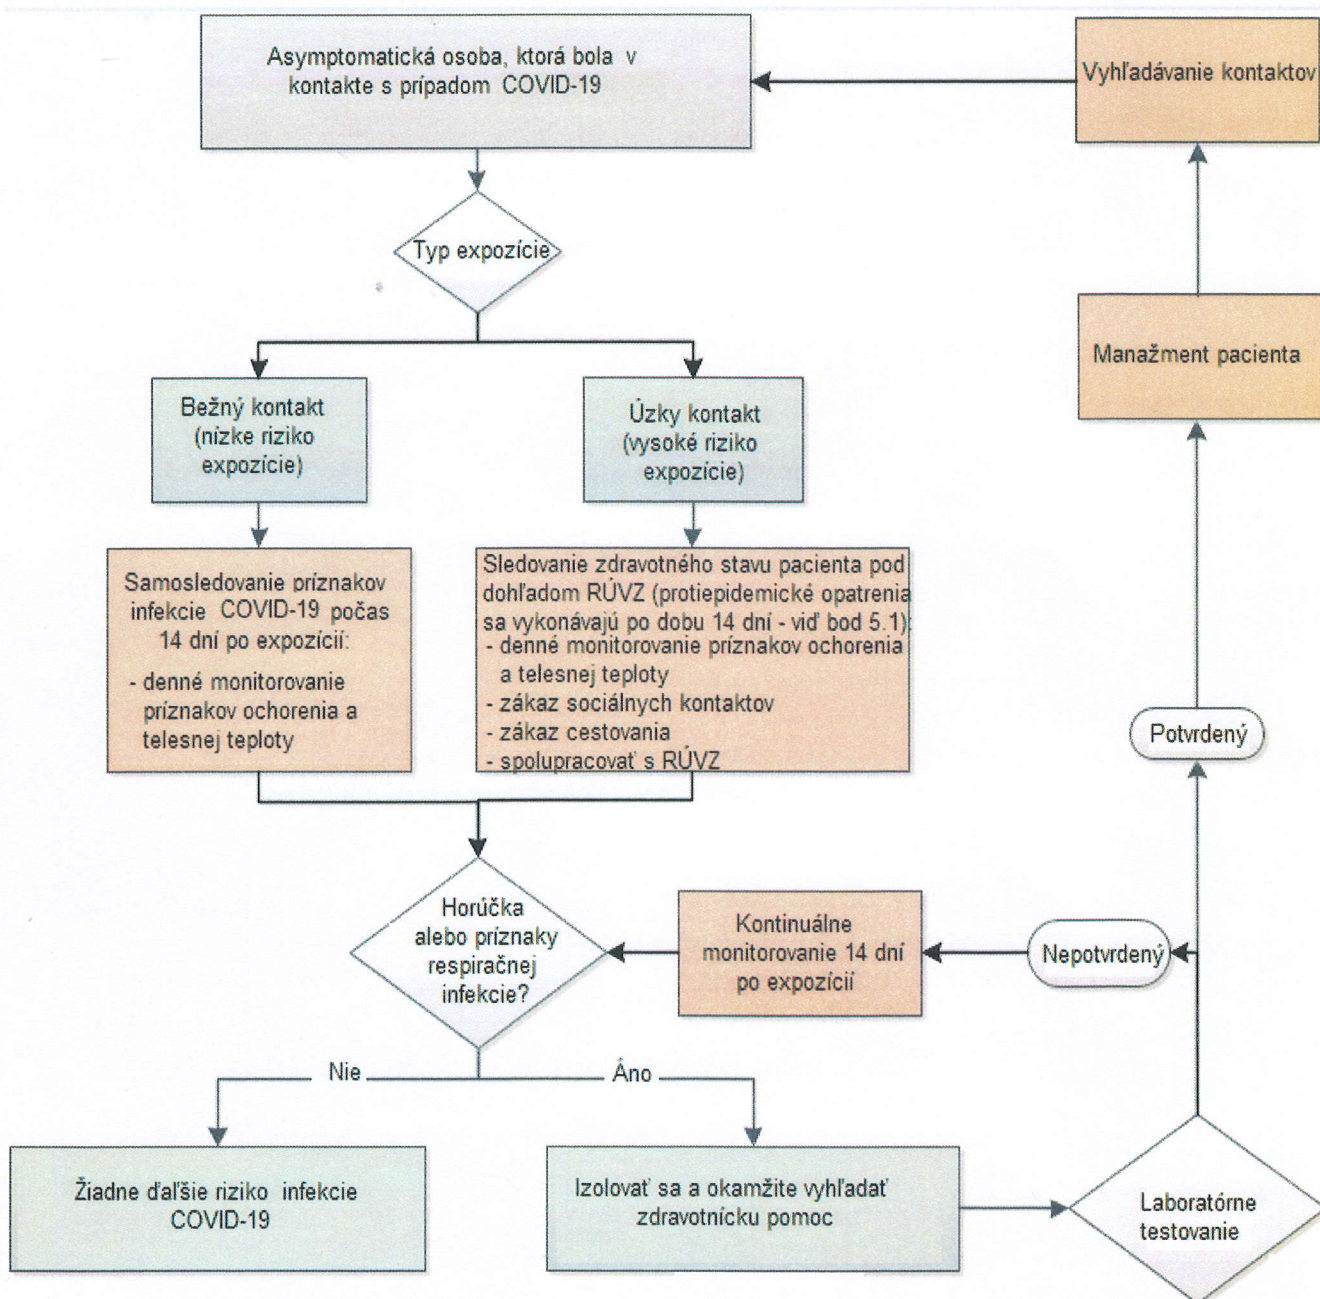 Asymptomatická osoba, ktorá bola v
kontakte s prípadom COVID-19
Vyhľadávanie kontaktov
Typ expozície
Manažment pacienta
Bežný kontakt
(nízke riziko
expozície)
Úzky kontakt
(vysoké riziko
expozície)
Samosledovanie príznakov
infekcie COVID-19 počas
14 dní po expozícií:
- denné monitorovanie
príznakov ochorenia a
telesnej teploty
Sledovanie zdravotného stavu pacienta pod
dohľadom RÚVZ (protiepidemické opatrenia
sa vykonávajú po dobu 14 dní - viď bod 5.1):
- denné monitorovanie príznakov ochorenia
a telesnej teploty
- zákaz sociálnych kontaktov
- zákaz cestovania
- spolupracovať s RÚVZ
Potvrdený
Horúčka
alebo príznaky
respiračnej
infekcie?
Kontinuálne
monitorovanie 14 dní
po expozícií
Nepotvrdený
Nie
Áno
Žiadne ďaľšie riziko infekcie
COVID-19
Izolovať sa a okamžite vyhľadať
zdravotnícku pomoc
Laboratórne
testovanie